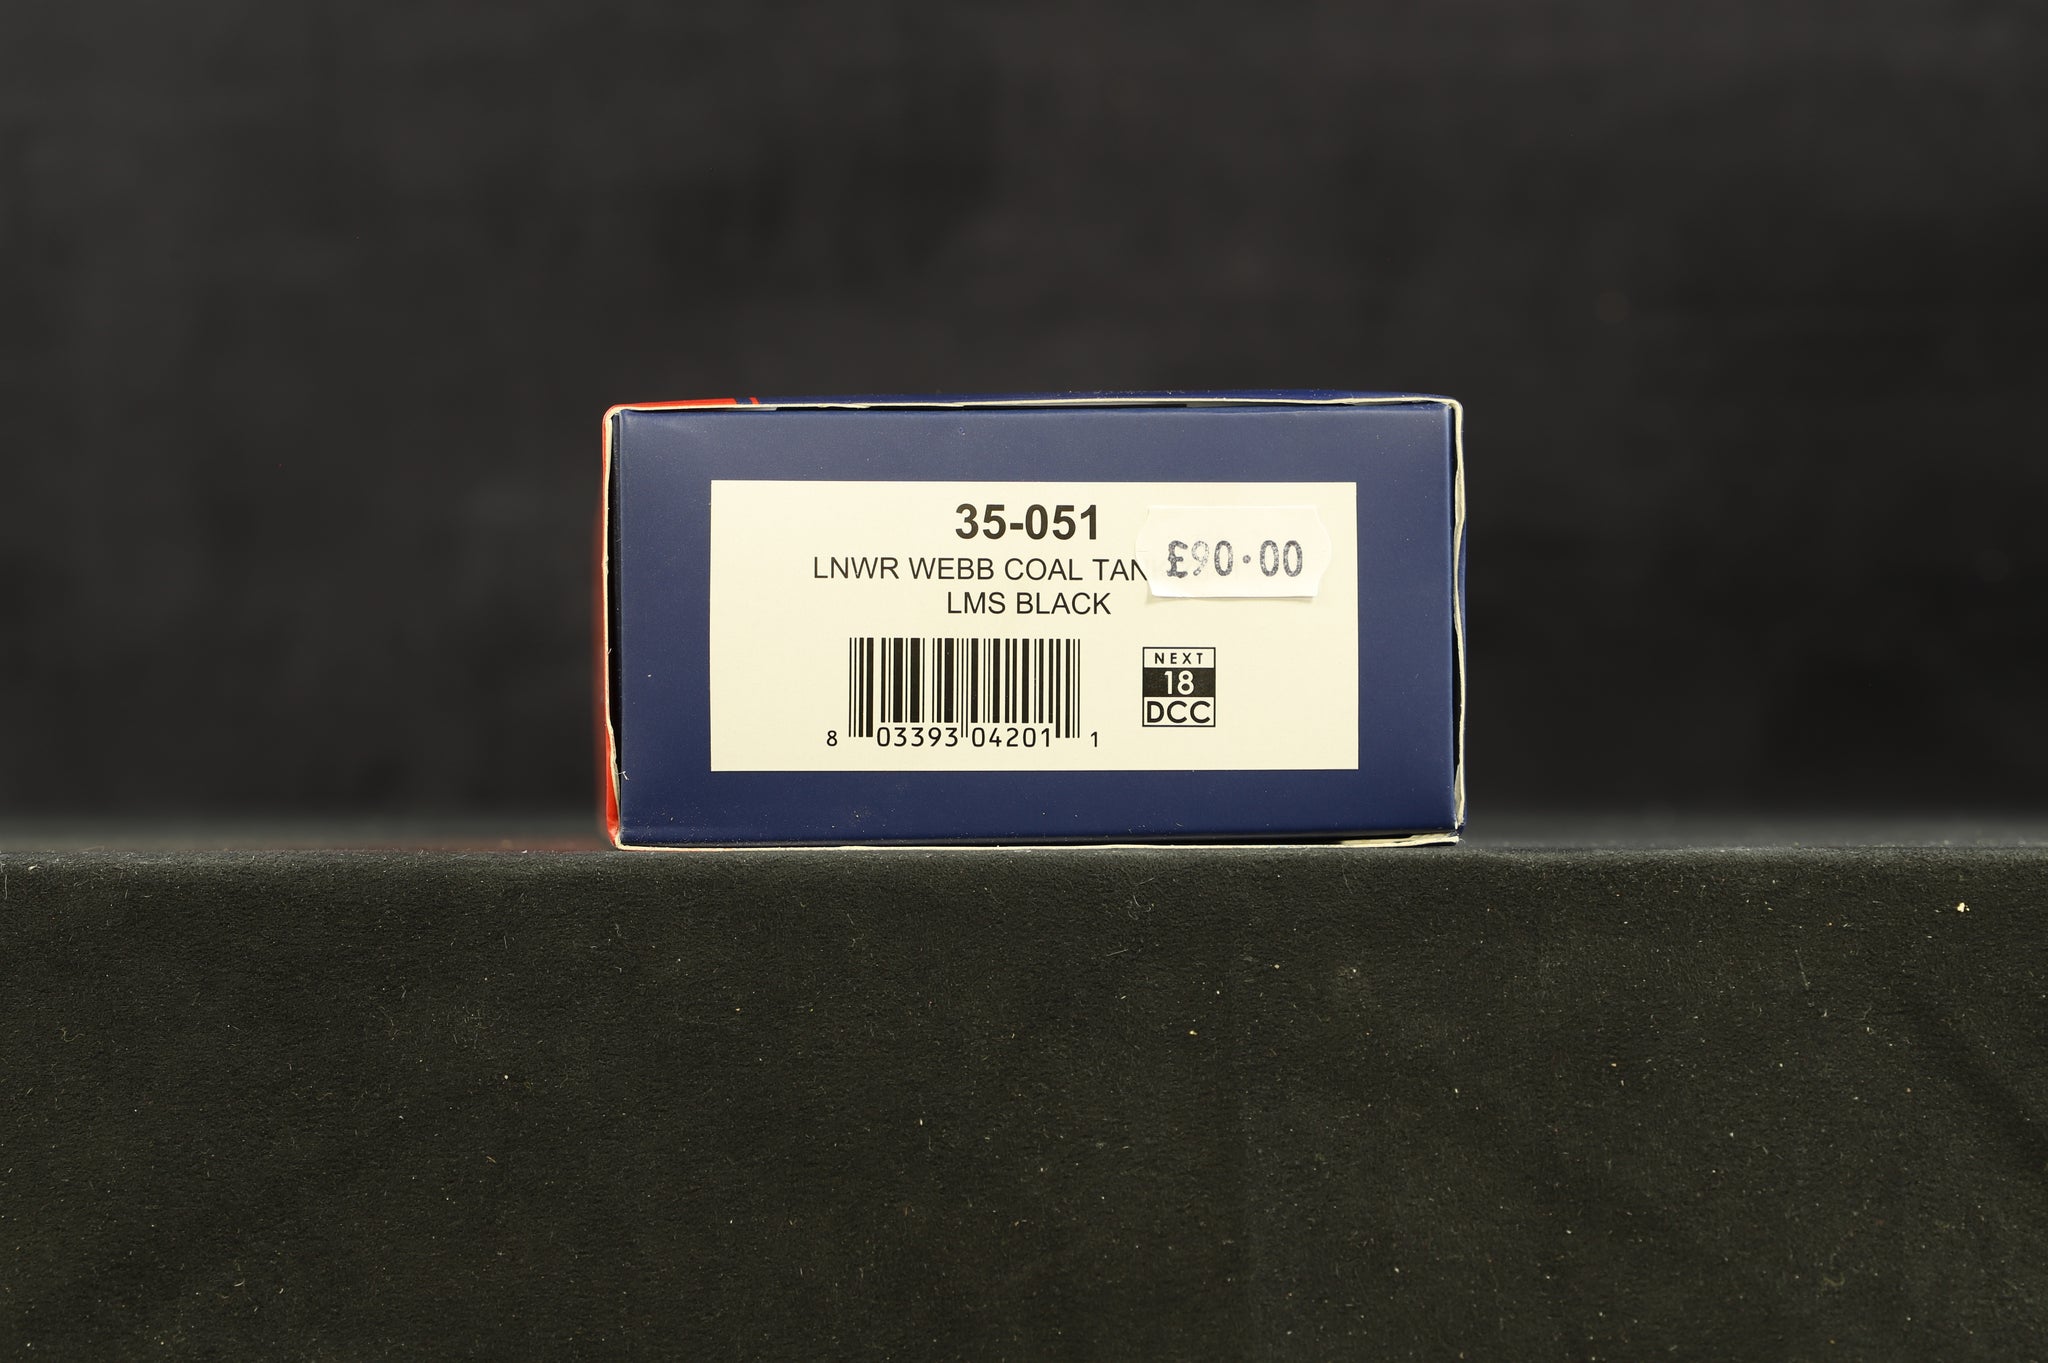 35-051
LNWR WEBB COAL TAN
£90.00
LMS BLACK
NEXT
18
DCC
8 03393 04201 1